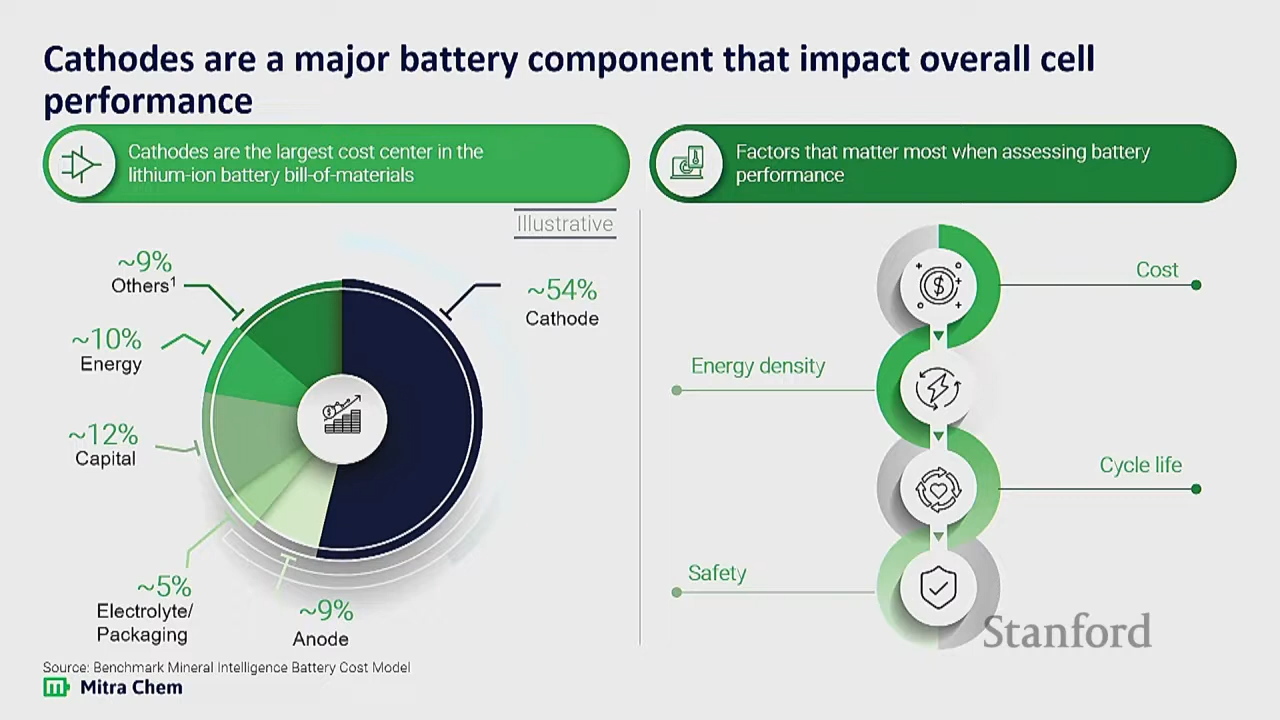 Cathodes are a major battery component that impact overall cell
performance
Cathodes are the largest cost center in the
lithium-ion battery bill-of-materials
Illustrative
~54%
Cathode
~9%
Others¹
~10%
Energy
~12%
Capital
~5%
Electrolyte/
Packaging
~9%
Anode
Factors that matter most when assessing battery
performance
Cost
Energy density
Cycle life
Safety
Stanford
Source: Benchmark Mineral Intelligence Battery Cost Model
Mitra Chem